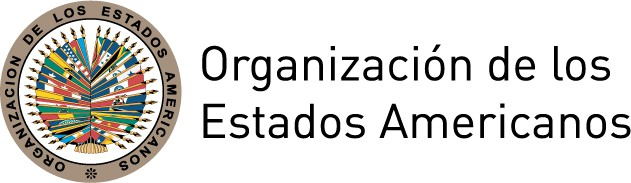 ORGANIZACION DE LOS ESTADOS AMERICANOS
Organización de los
Estados Americanos